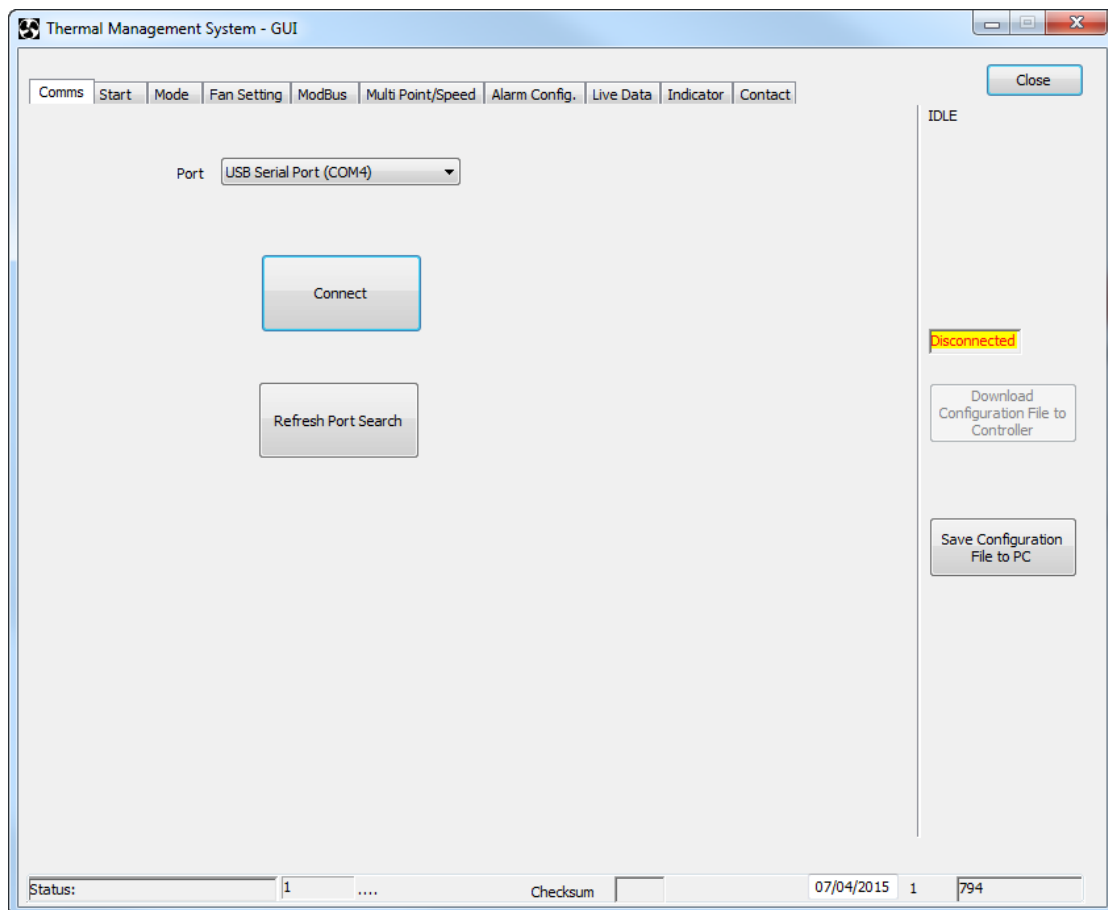 Thermal Management System - GUI
Close
Comms Start Mode Fan Setting ModBus Multi Point/Speed Alarm Config. Live Data Indicator Contact
IDLE
Port USB Serial Port (COM4)
Connect
Disconnected
Refresh Port Search
Download
Configuration File to
Controller
Save Configuration
File to PC
Status: 1 .... Checksum 07/04/2015 1 794